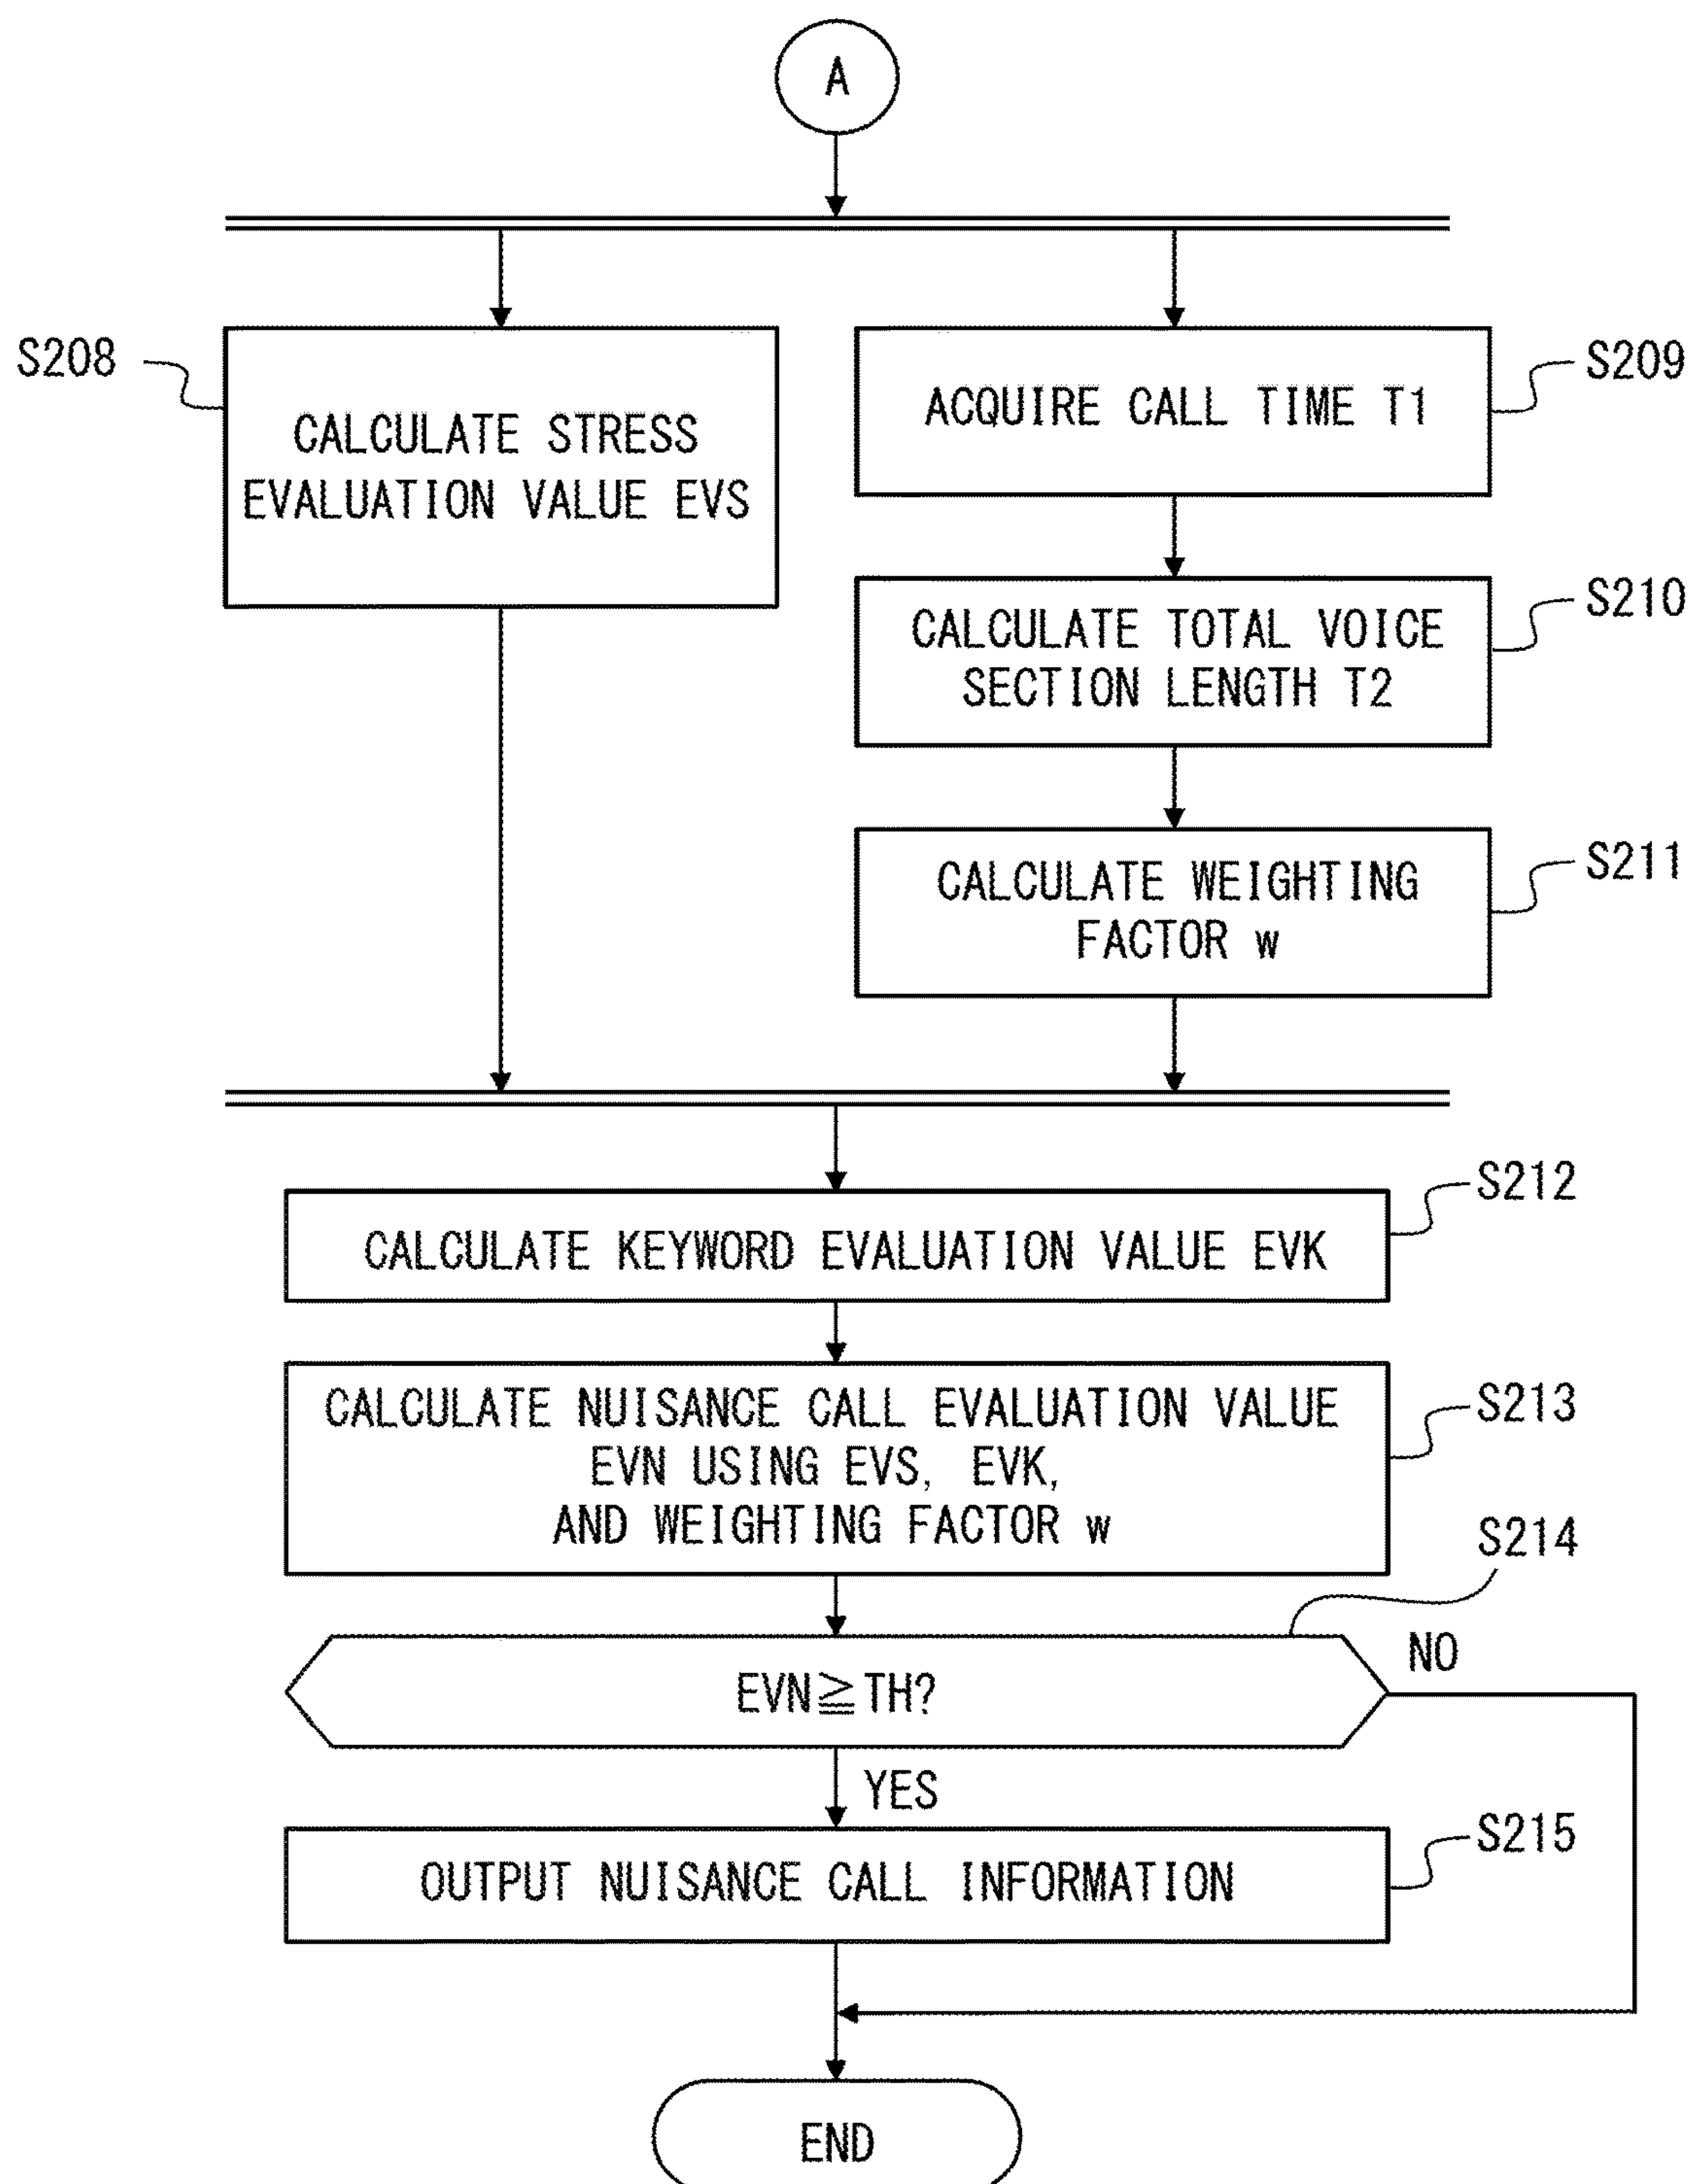 A
S208
CALCULATE STRESS
EVALUATION VALUE EVS
S209
ACQUIRE CALL TIME T1
S210
CALCULATE TOTAL VOICE
SECTION LENGTH T2
S211
CALCULATE WEIGHTING
FACTOR w
S212
CALCULATE KEYWORD EVALUATION VALUE EVK
S213
CALCULATE NUISANCE CALL EVALUATION VALUE
EVN USING EVS, EVK,
AND WEIGHTING FACTOR w
S214
EVN≧TH?
NO
YES
S215
OUTPUT NUISANCE CALL INFORMATION
END